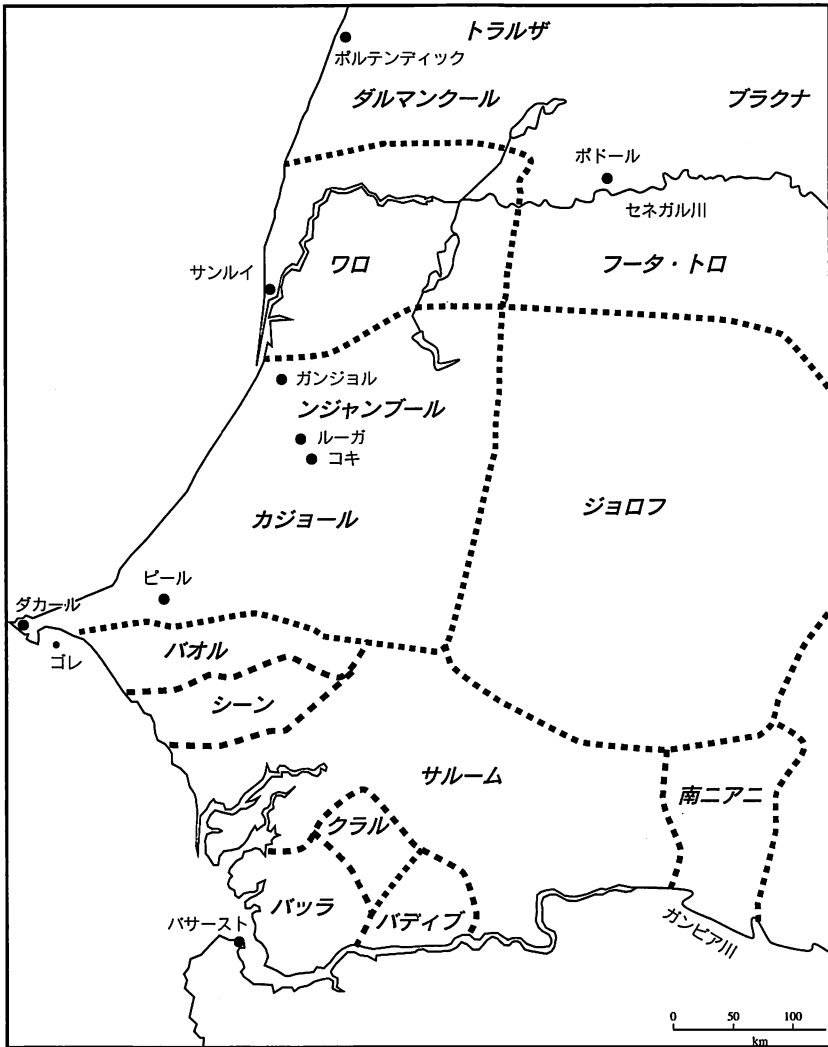 トラルザ
ポルテンディック
ダルマンクール
ブラクナ
ポドール
セネガル川
サンルイ
ワロ
フータ・トロ
ガンジョル
ンジャンブール
ルーガ
コキ
カジョール
ジョロフ
ピール
ダカール
ゴレ
バオル
シーン
サルーム
南ニアニ
クラル
バッラ
バディブ
バサースト
ガンビア川
0 50 100
km